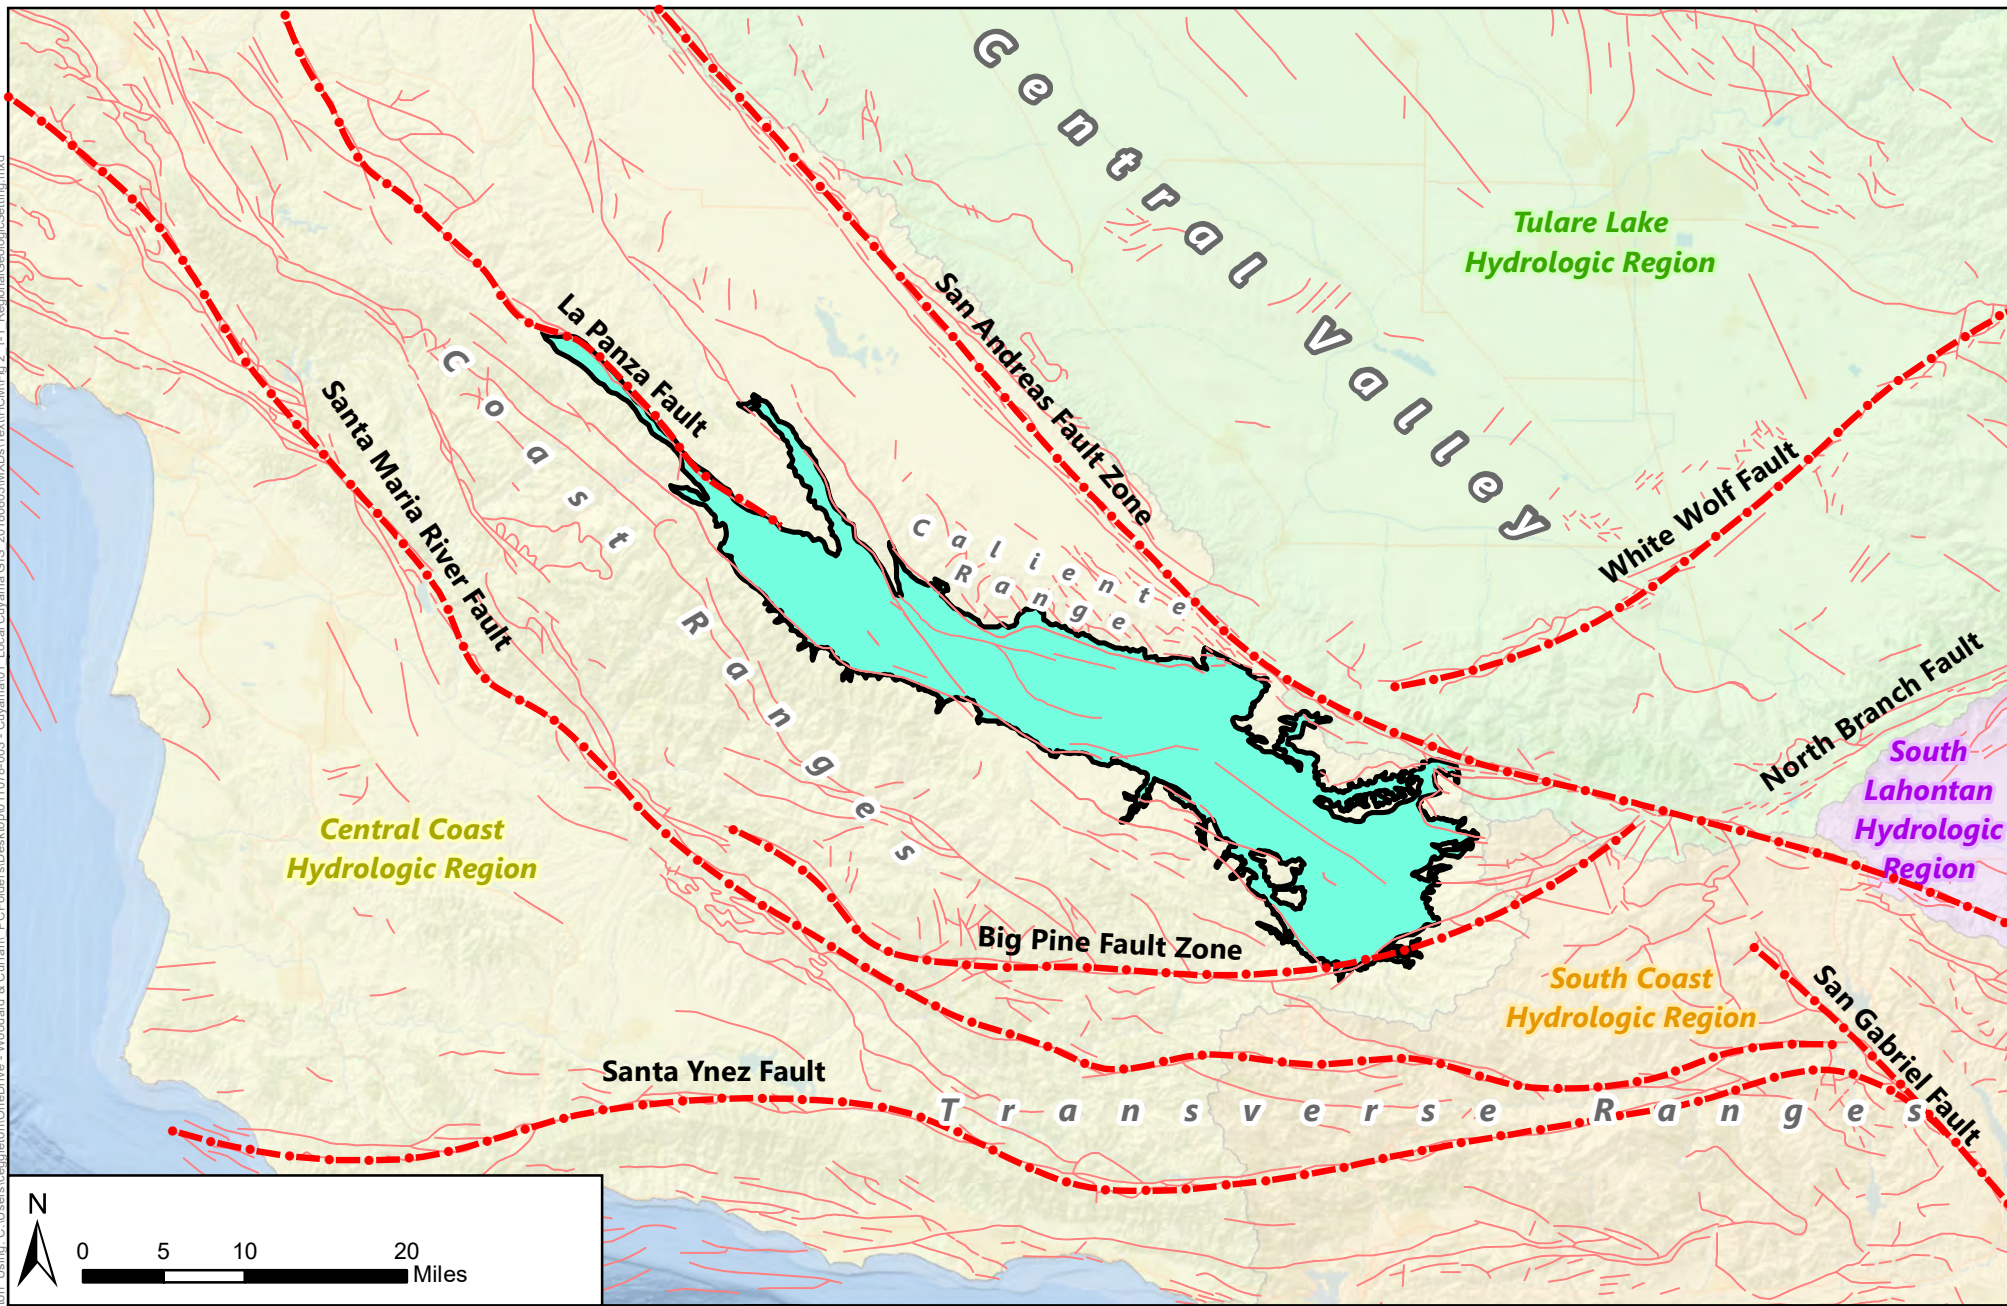 Central Valley
Tulare Lake
Hydrologic Region
La Panza Fault
San Andreas Fault Zone
Santa Maria River Fault
Coast Ranges
Caliente
Range
White Wolf Fault
North Branch Fault
South
Lahontan
Hydrologic
Region
Central Coast
Hydrologic Region
Big Pine Fault Zone
South Coast
Hydrologic Region
San Gabriel Fault
Santa Ynez Fault
Transverse Ranges
N
0 5 10 20
Miles